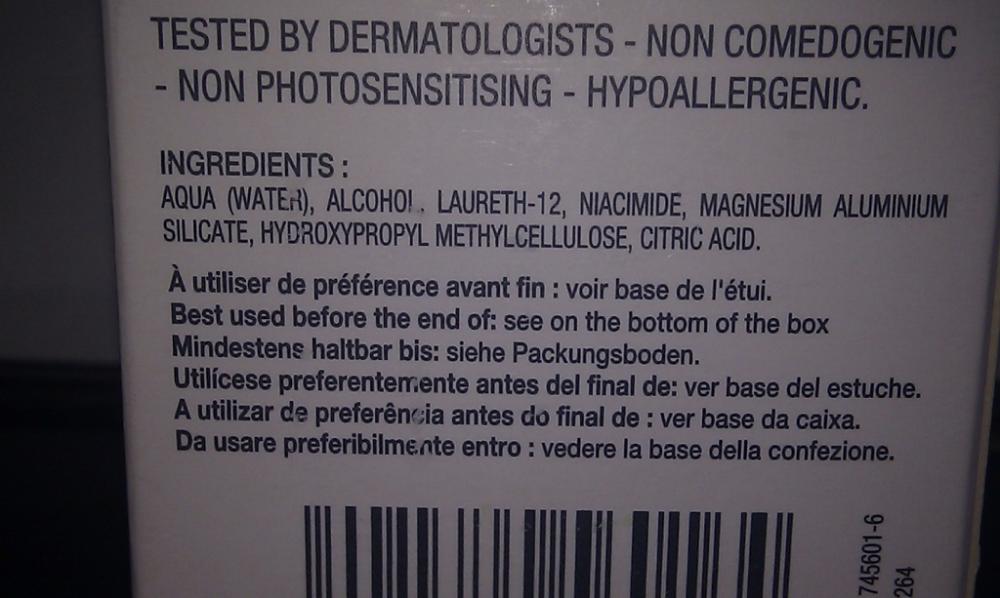 TESTED BY DERMATOLOGISTS - NON COMEDOGENIC
- NON PHOTOSENSITISING - HYPOALLERGENIC.
INGREDIENTS :
AQUA (WATER), ALCOHOL, LAURETH-12, NIACIMIDE, MAGNESIUM ALUMINIUM
SILICATE, HYDROXYPROPYL METHYLCELLULOSE, CITRIC ACID.
À utiliser de préférence avant fin : voir base de l'étui.
Best used before the end of: see on the bottom of the box
Mindestens haltbar bis: siehe Packungsboden.
Utilícese preferentemente antes del final de: ver base del estuche.
A utilizar de preferência antes do final de : ver base da caixa.
Da usare preferibilmente entro : vedere la base della confezione.
745601-6
264